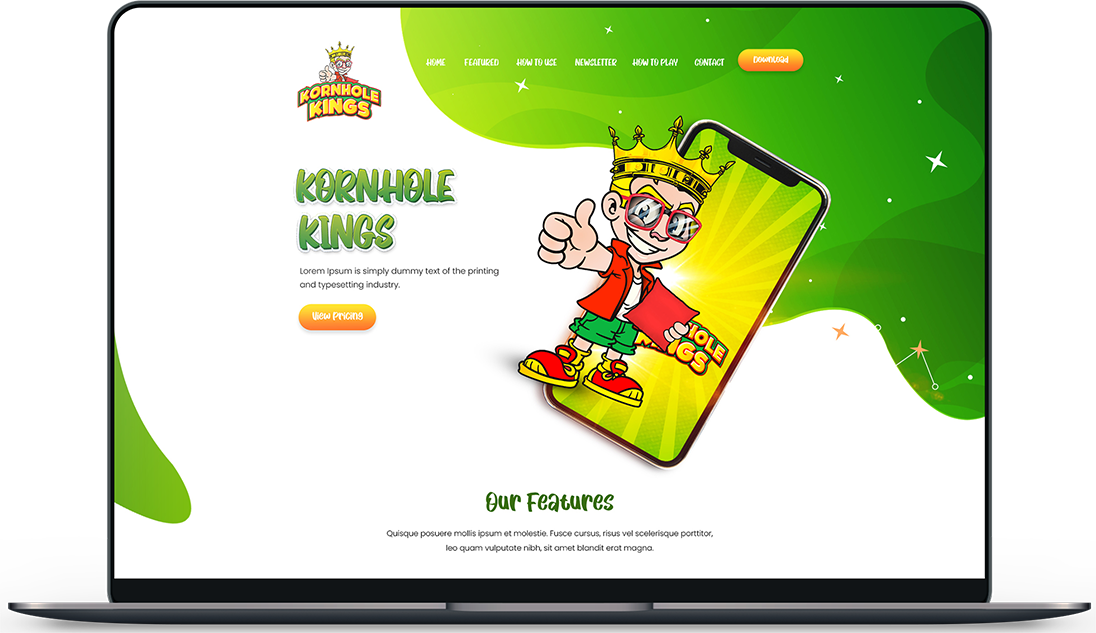 KORNHOLE
KINGS
HOME FEATURED HOW TO USE NEWSLETTER HOW TO PLAY CONTACT Download
KORNHOLE
KINGS
Lorem Ipsum is simply dummy text of the printing
and typesetting industry.
View Pricing
HOLE
NGS
Our Features
Quisque posuere mollis ipsum et molestie. Fusce cursus, risus vel scelerisque porttitor,
leo quam vulputate nibh, sit amet blandit erat magna.